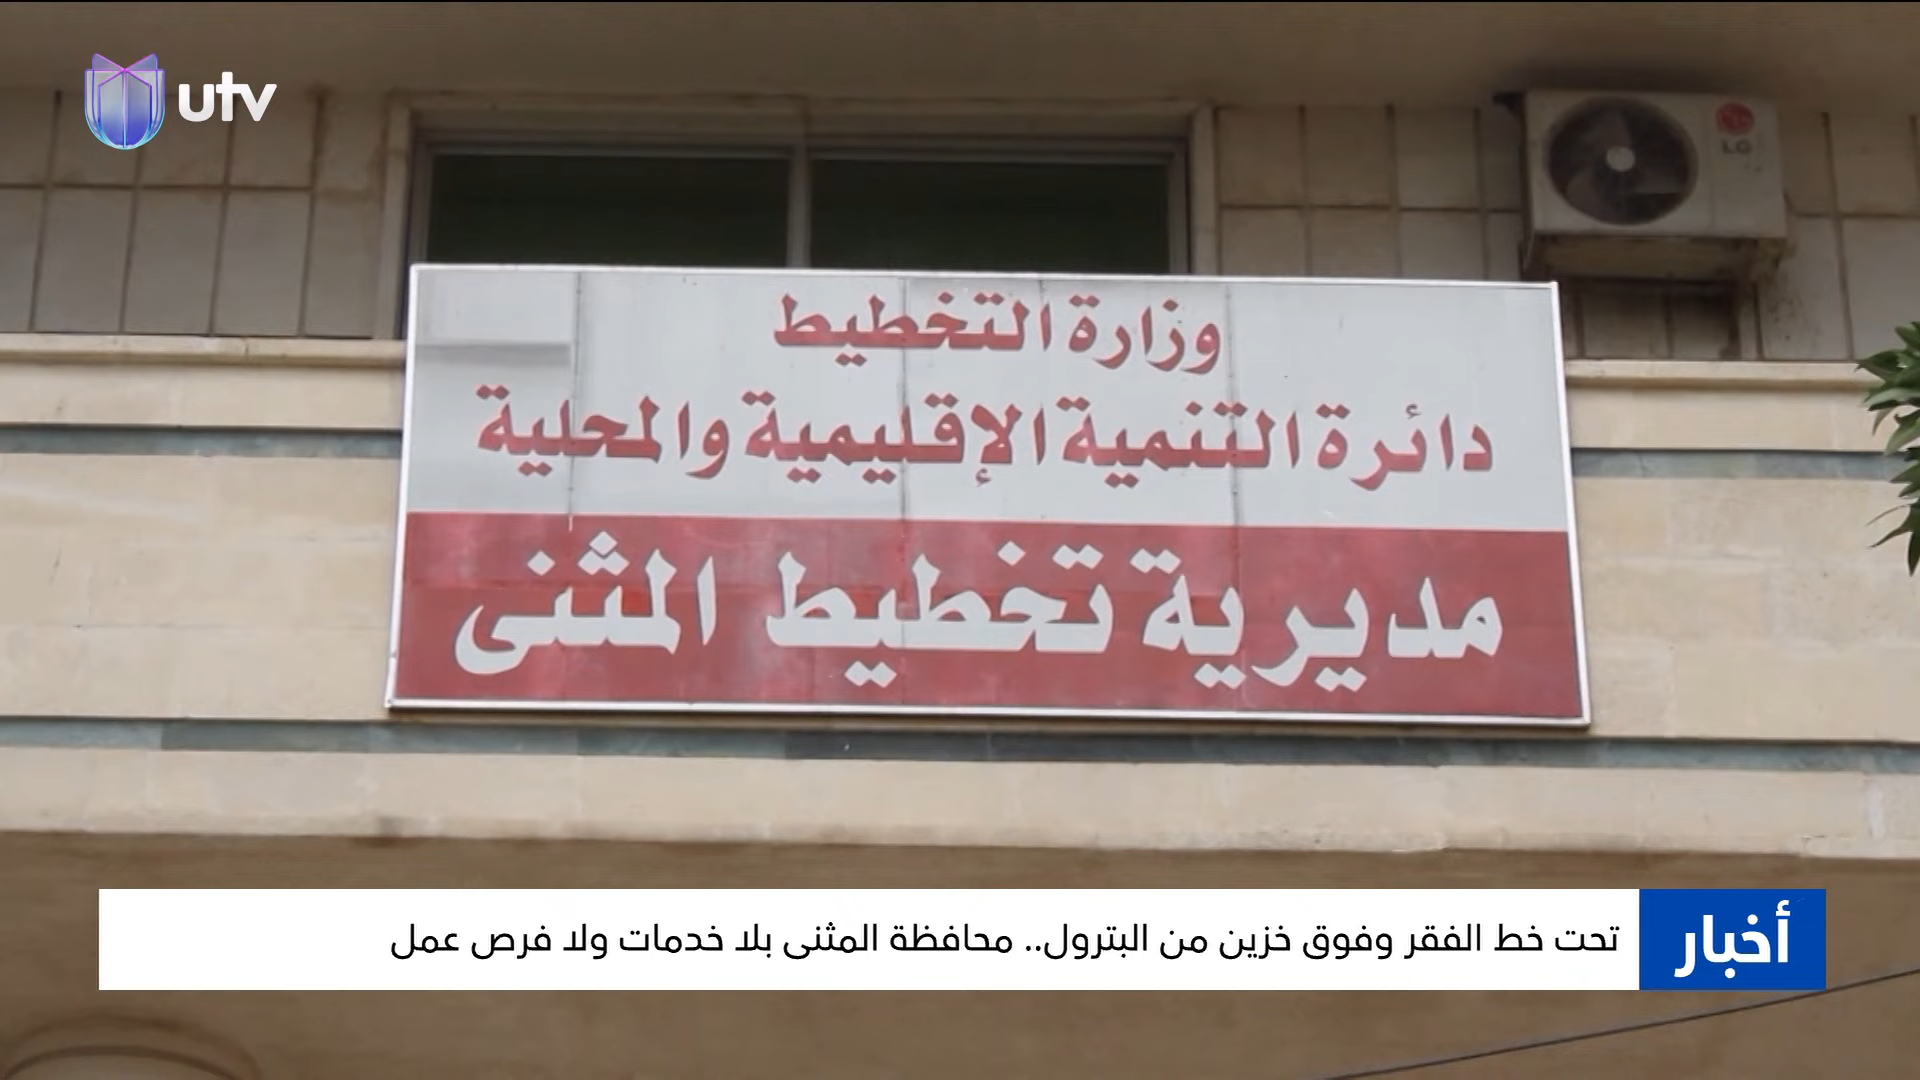 utv
LG
وزارة التخطيط
دائرة التنمية الإقليمية والمحلية
مديرية تخطيط المثنى
أخبار
تحت خط الفقر وفوق خزين من البترول.. محافظة المثنى بلا خدمات ولا فرص عمل